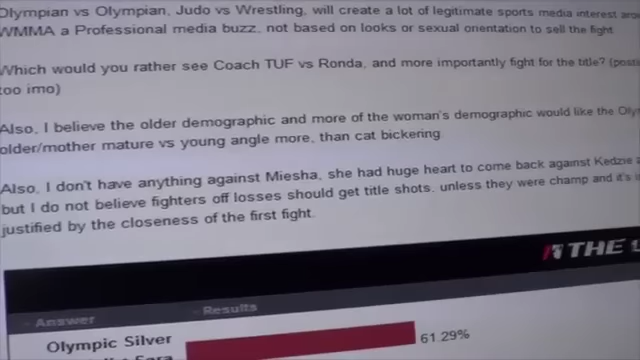 Olympian vs Olympian, Judo vs Wrestling, will create a lot of legitimate sports media interest
WMMA a Professional media buzz, not based on looks or sexual orientation to sell the fight
Which would you rather see Coach TUF vs Ronda, and more importantly fight for the title?
too imo)
Also, I believe the older demographic and more of the woman's demographic would like the
older/mother mature vs young angle more, than cat bickering
Also, I don't have anything against Miesha, she had huge heart to come back against Kedzie
but I do not believe fighters off losses should get title shots, unless they were champ and
justified by the closeness of the first fight.
THE
Answer Results
Olympic Silver
61.29%
Sara